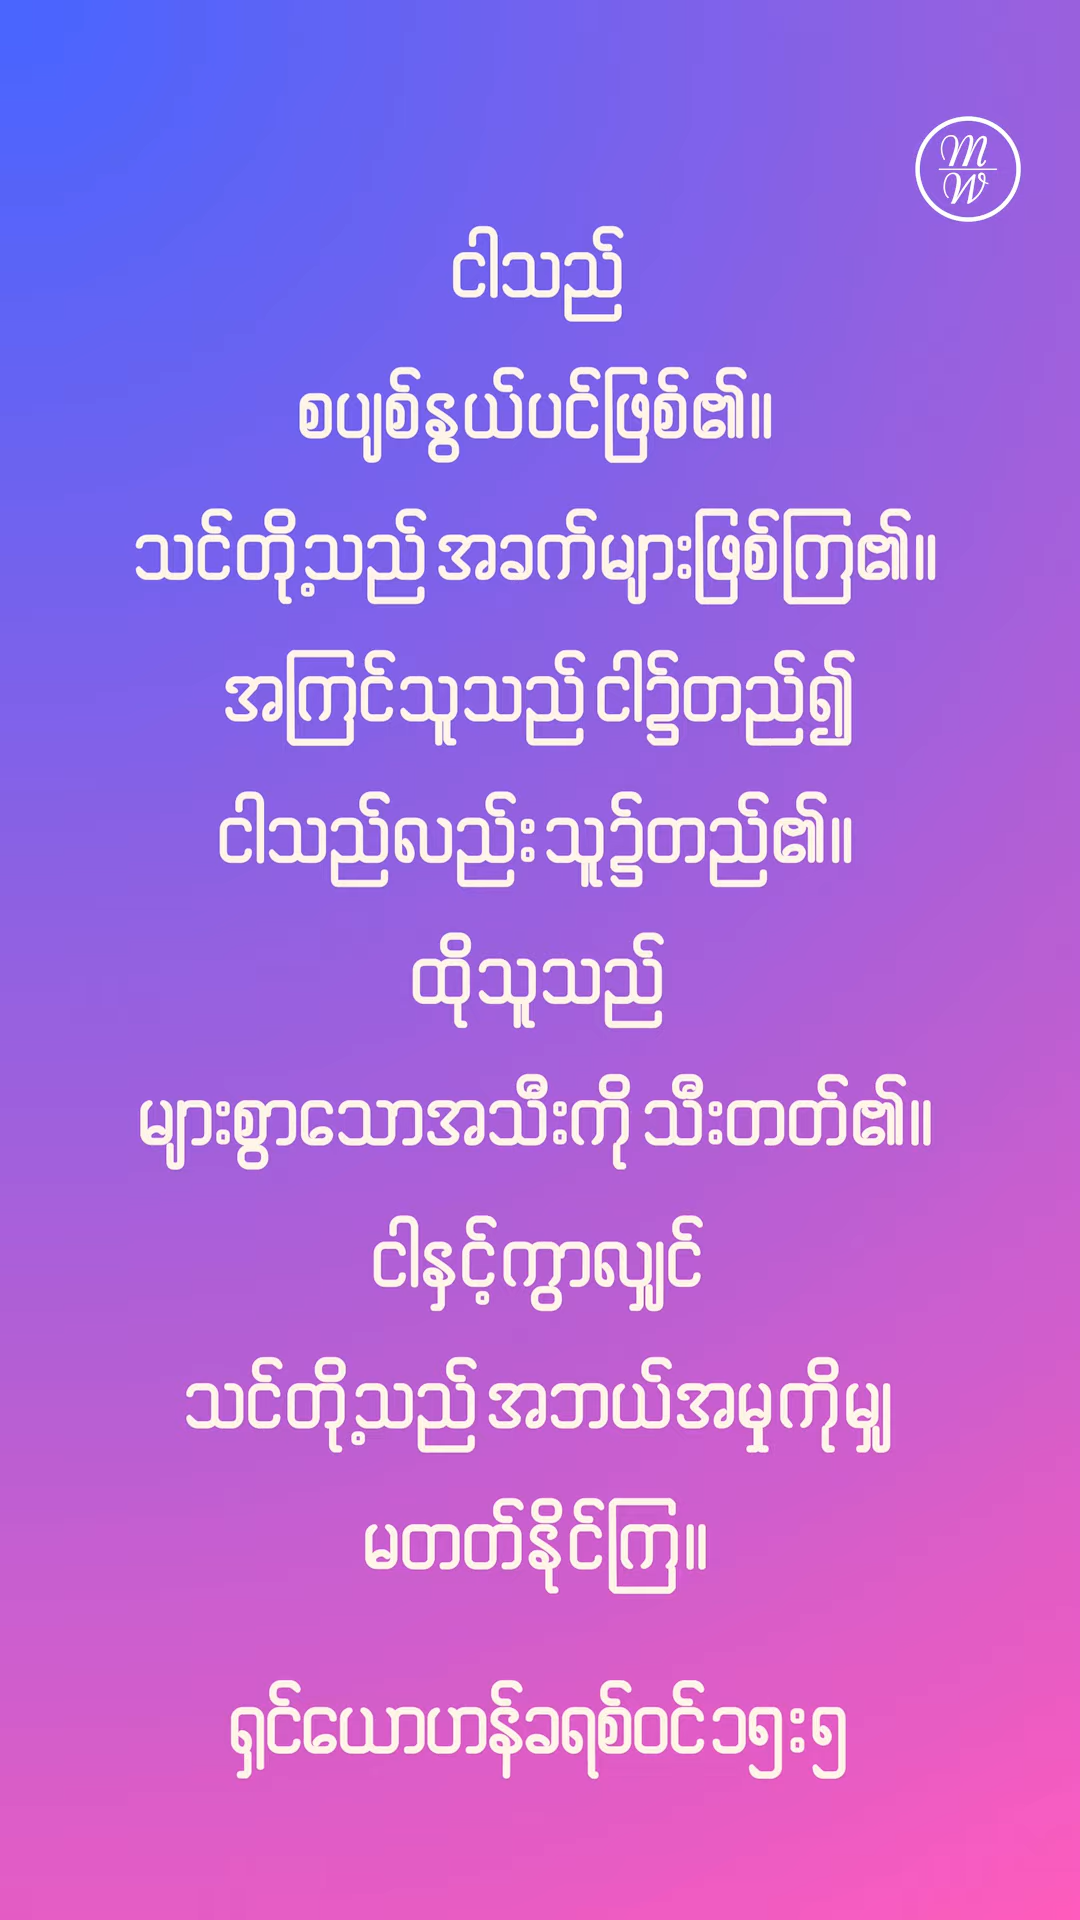 M
W
ငါသည်
စပျစ်နွယ်ပင်ဖြစ်၏။
သင်တို့သည် အခက်များဖြစ်ကြ၏။
အကြင်သူသည် ငါ၌တည်၍
ငါသည်လည်း သူ၌တည်၏။
ထိုသူသည်
များစွာသောအသီးကို သီးတတ်၏။
ငါနှင့်ကွာလျှင်
သင်တို့သည် အဘယ်အမှုကိုမျှ
မတတ်နိုင်ကြ။
ရှင်ယောဟန်ခရစ်ဝင် ၁၅:၅